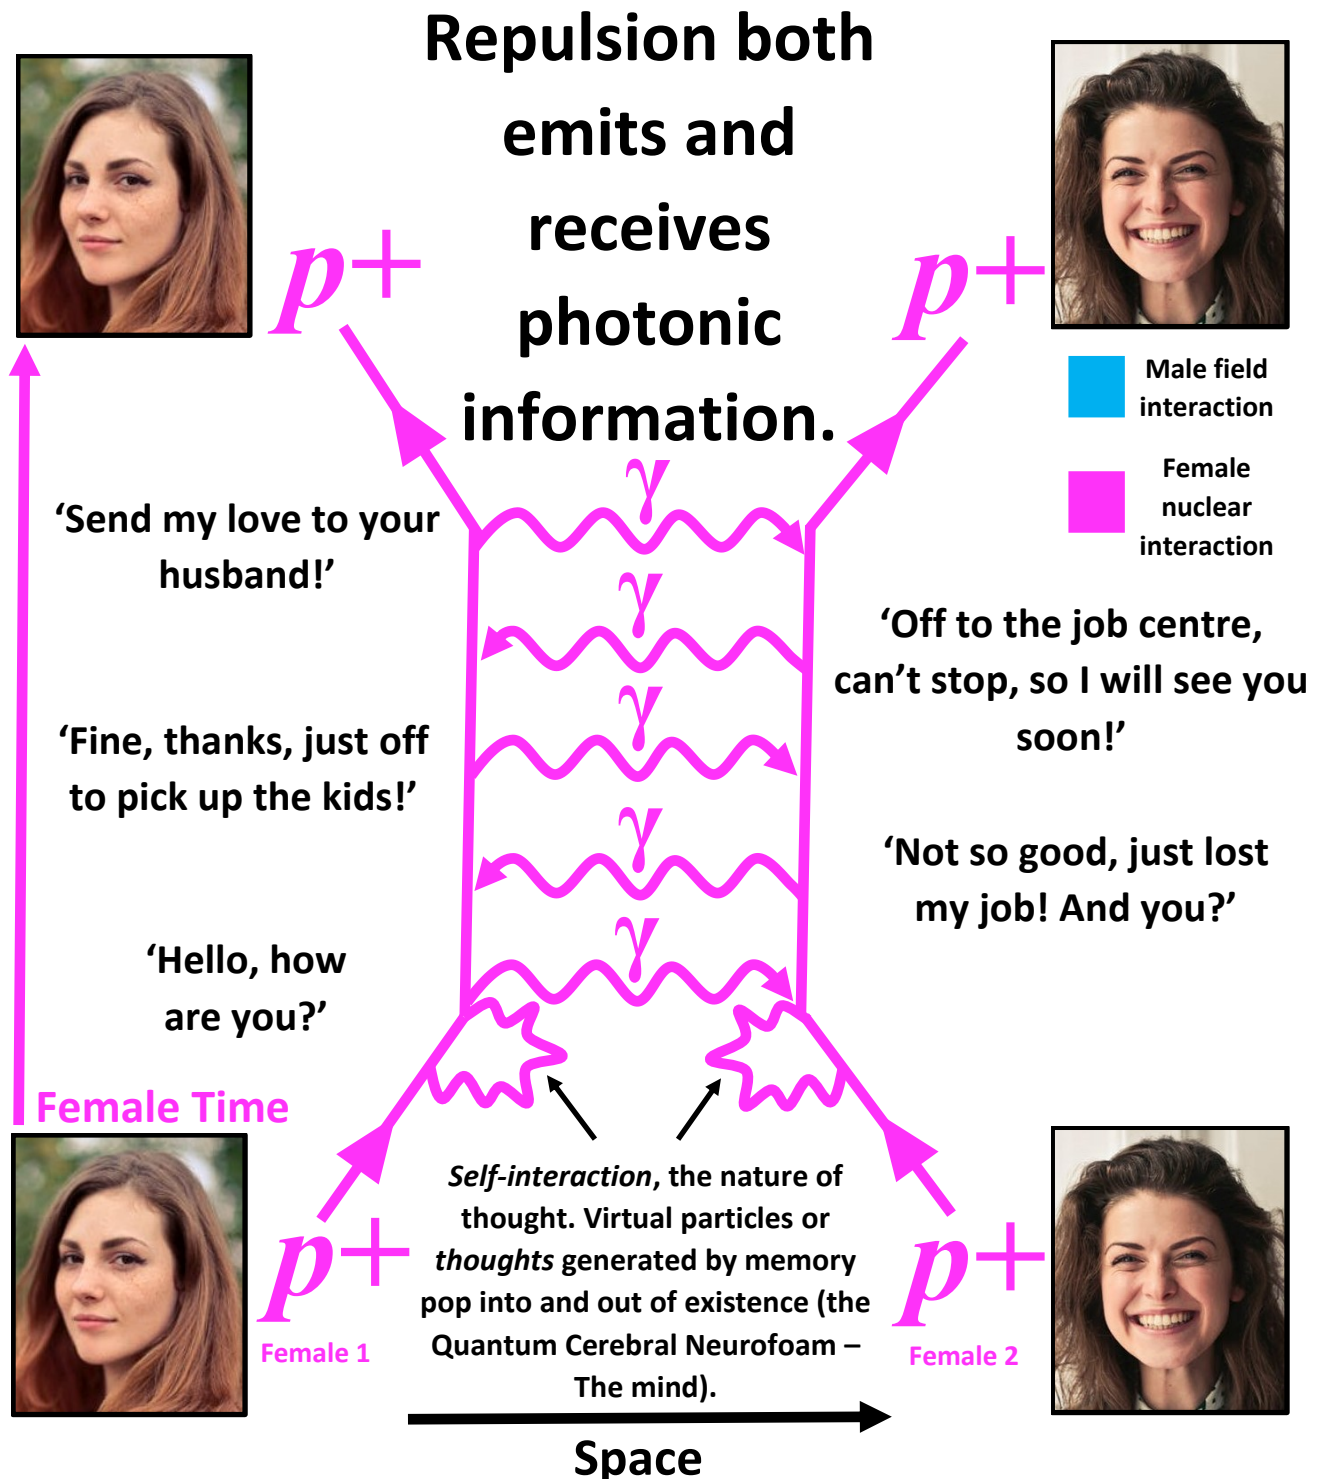 Repulsion both
emits and
receives
photonic
information.
p+
p+
Male field
interaction
Female
nuclear
interaction
γ
‘Send my love to your
husband!’
γ
‘Off to the job centre,
can’t stop, so I will see you
soon!’
γ
‘Fine, thanks, just off
to pick up the kids!’
γ
‘Not so good, just lost
my job! And you?’
γ
‘Hello, how
are you?’
Female Time
Self-interaction, the nature of
thought. Virtual particles or
thoughts generated by memory
pop into and out of existence (the
Quantum Cerebral Neurofoam –
The mind).
p+
Female 1
p+
Female 2
Space